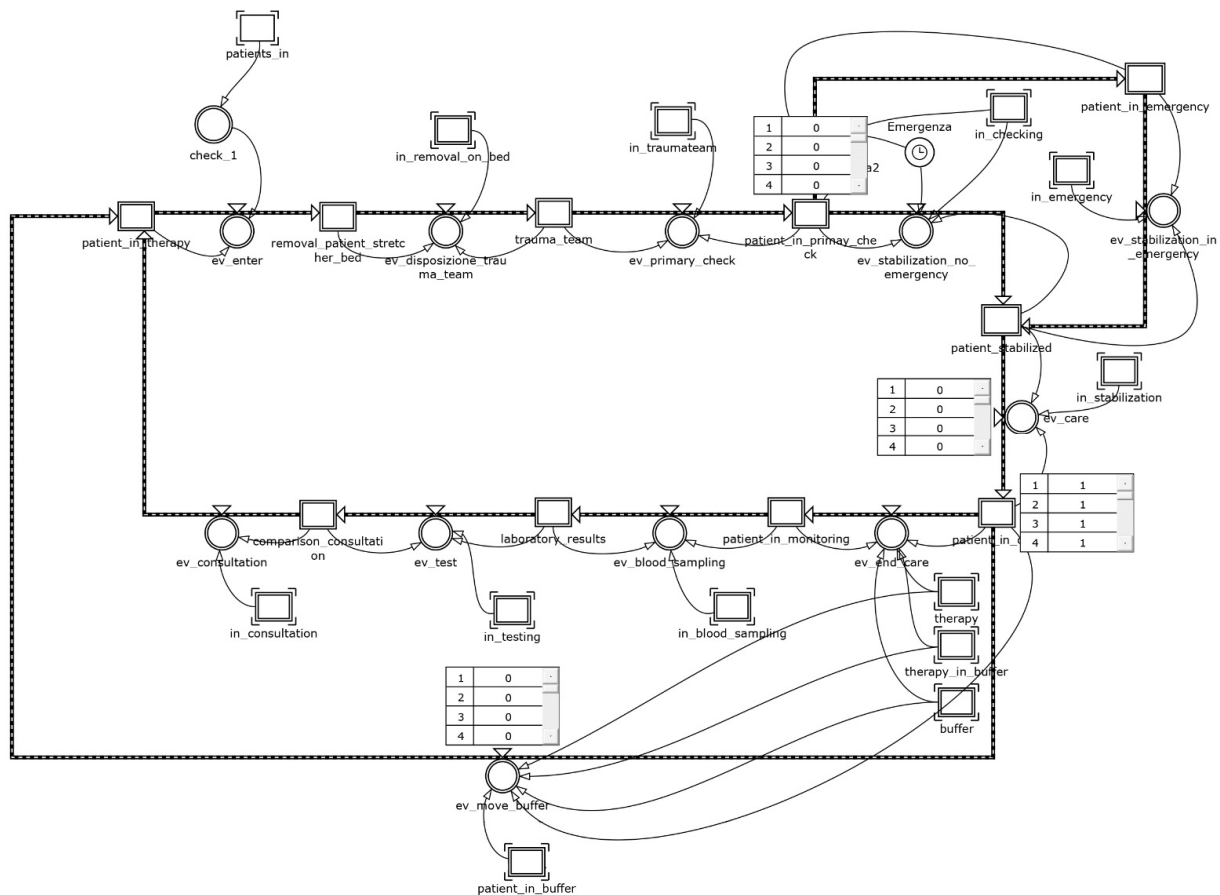 patients_in
patient_in_emergency
check_1
in_removal_on_bed
in_traumateam
1 0
2 0
3 0
4 0
Emergenza
in_checking
a2
in_emergency
patient_in_therapy
ev_enter
removal_patient_stretc
her_bed
ev_disposizione_trau
ma_team
trauma_team
ev_primary_check
patient_in_primay_che
ck
ev_stabilization_no_
emergency
ev_stabilization_in
_emergency
patient_stabilized
in_stabilization
1 0
2 0
3 0
4 0
ev_care
1 1
2 1
3 1
4 1
ev_consultation
comparison_consultati
on
ev_test
laboratory_results
ev_blood_sampling
patient_in_monitoring
ev_end_care
patient_in_c
in_consultation
in_testing
in_blood_sampling
therapy
therapy_in_buffer
buffer
1 0
2 0
3 0
4 0
ev_move_buffer
patient_in_buffer